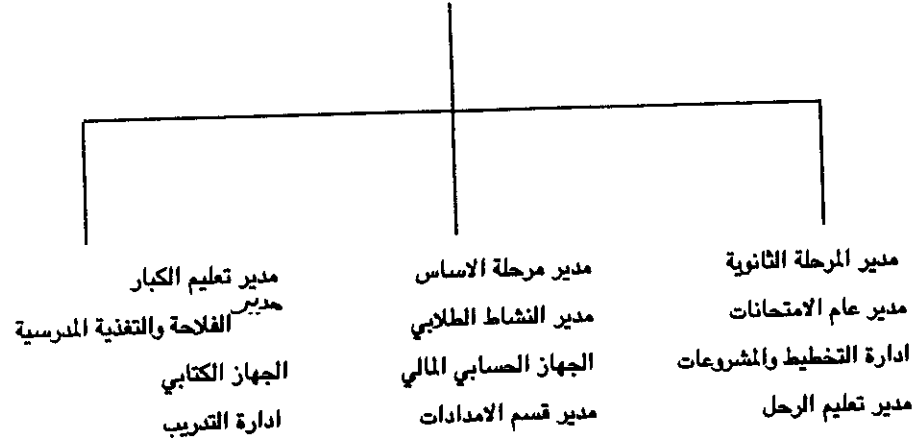 مدير المرحلة الثانوية
مدير عام الامتحانات
ادارة التخطيط والمشروعات
مدير تعليم الرحل
مدير مرحلة الاساس
مدير النشاط الطلابي
الجهاز الحسابي المالي
مدير قسم الامدادات
مدير تعليم الكبار
مدير الفلاحة والتغذية المدرسية
الجهاز الكتابي
ادارة التدريب